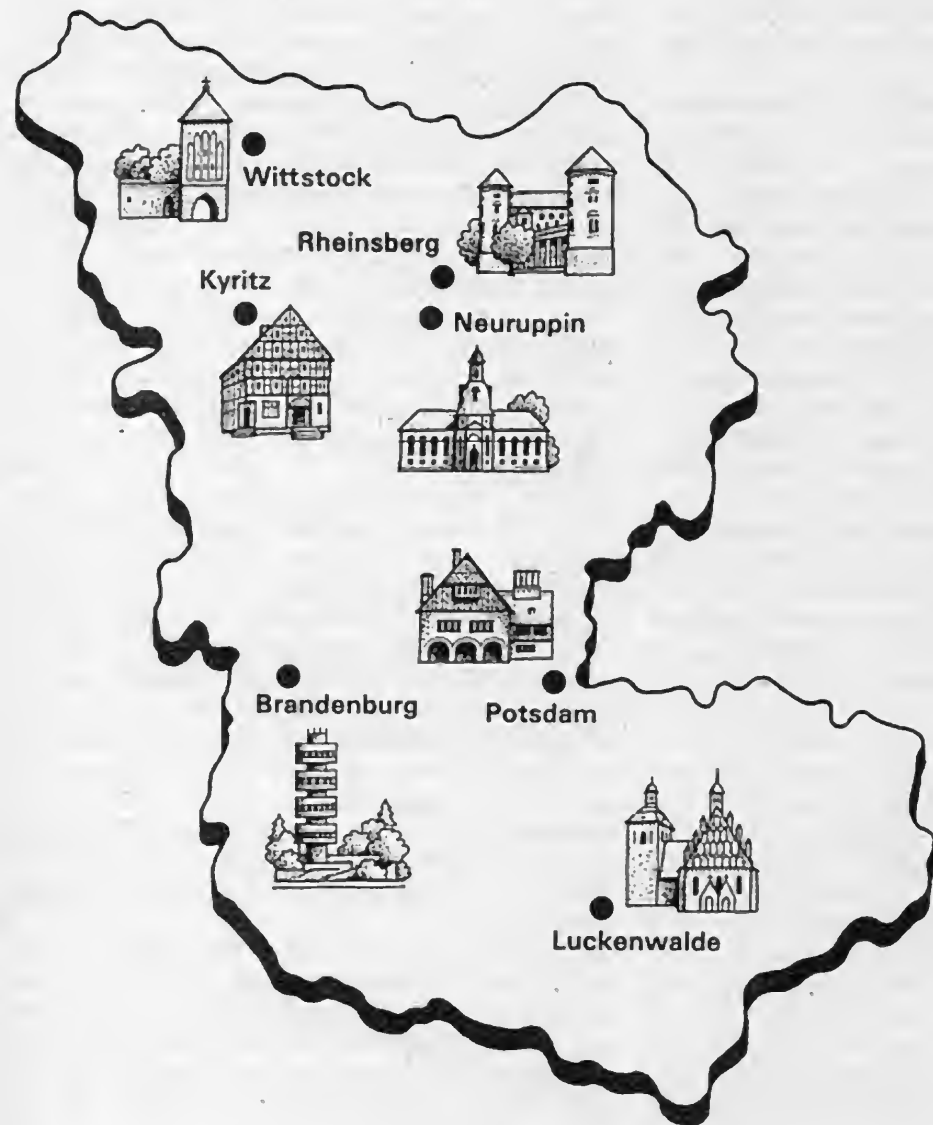 Wittstock
Rheinsberg
Kyritz
Neuruppin
Brandenburg
Potsdam
Luckenwalde